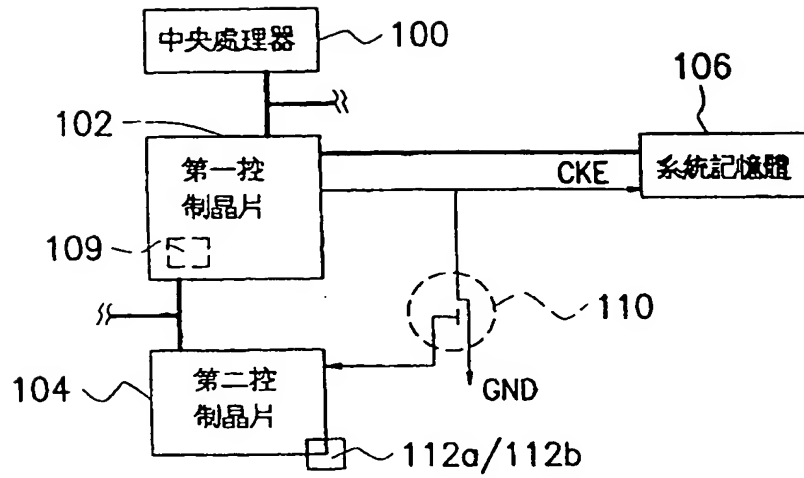 中央處理器
100
106
102
第一控
制晶片
系統記憶體
CKE
109
110
第二控
制晶片
104
GND
112a/112b